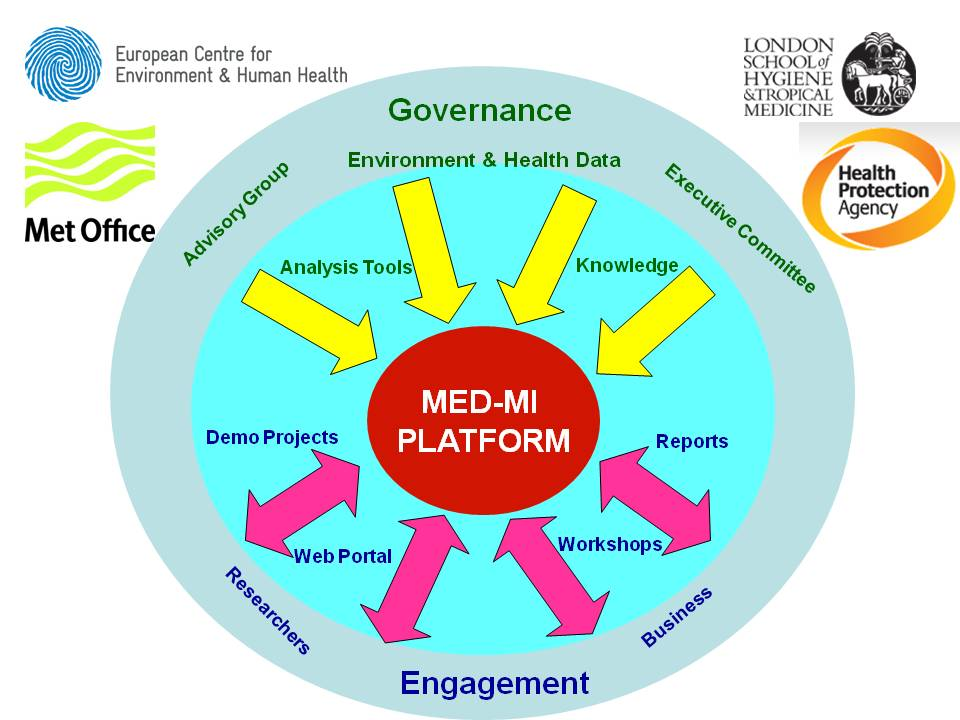 European Centre for
Environment & Human Health
LONDON
SCHOOL of
HYGIENE
& TROPICAL
MEDICINE
Met Office
Health
Protection
Agency
Governance
Environment & Health Data
Advisory Group
Executive Committee
Analysis Tools
Knowledge
MED-MI
PLATFORM
Demo Projects
Reports
Web Portal
Workshops
Researchers
Business
Engagement